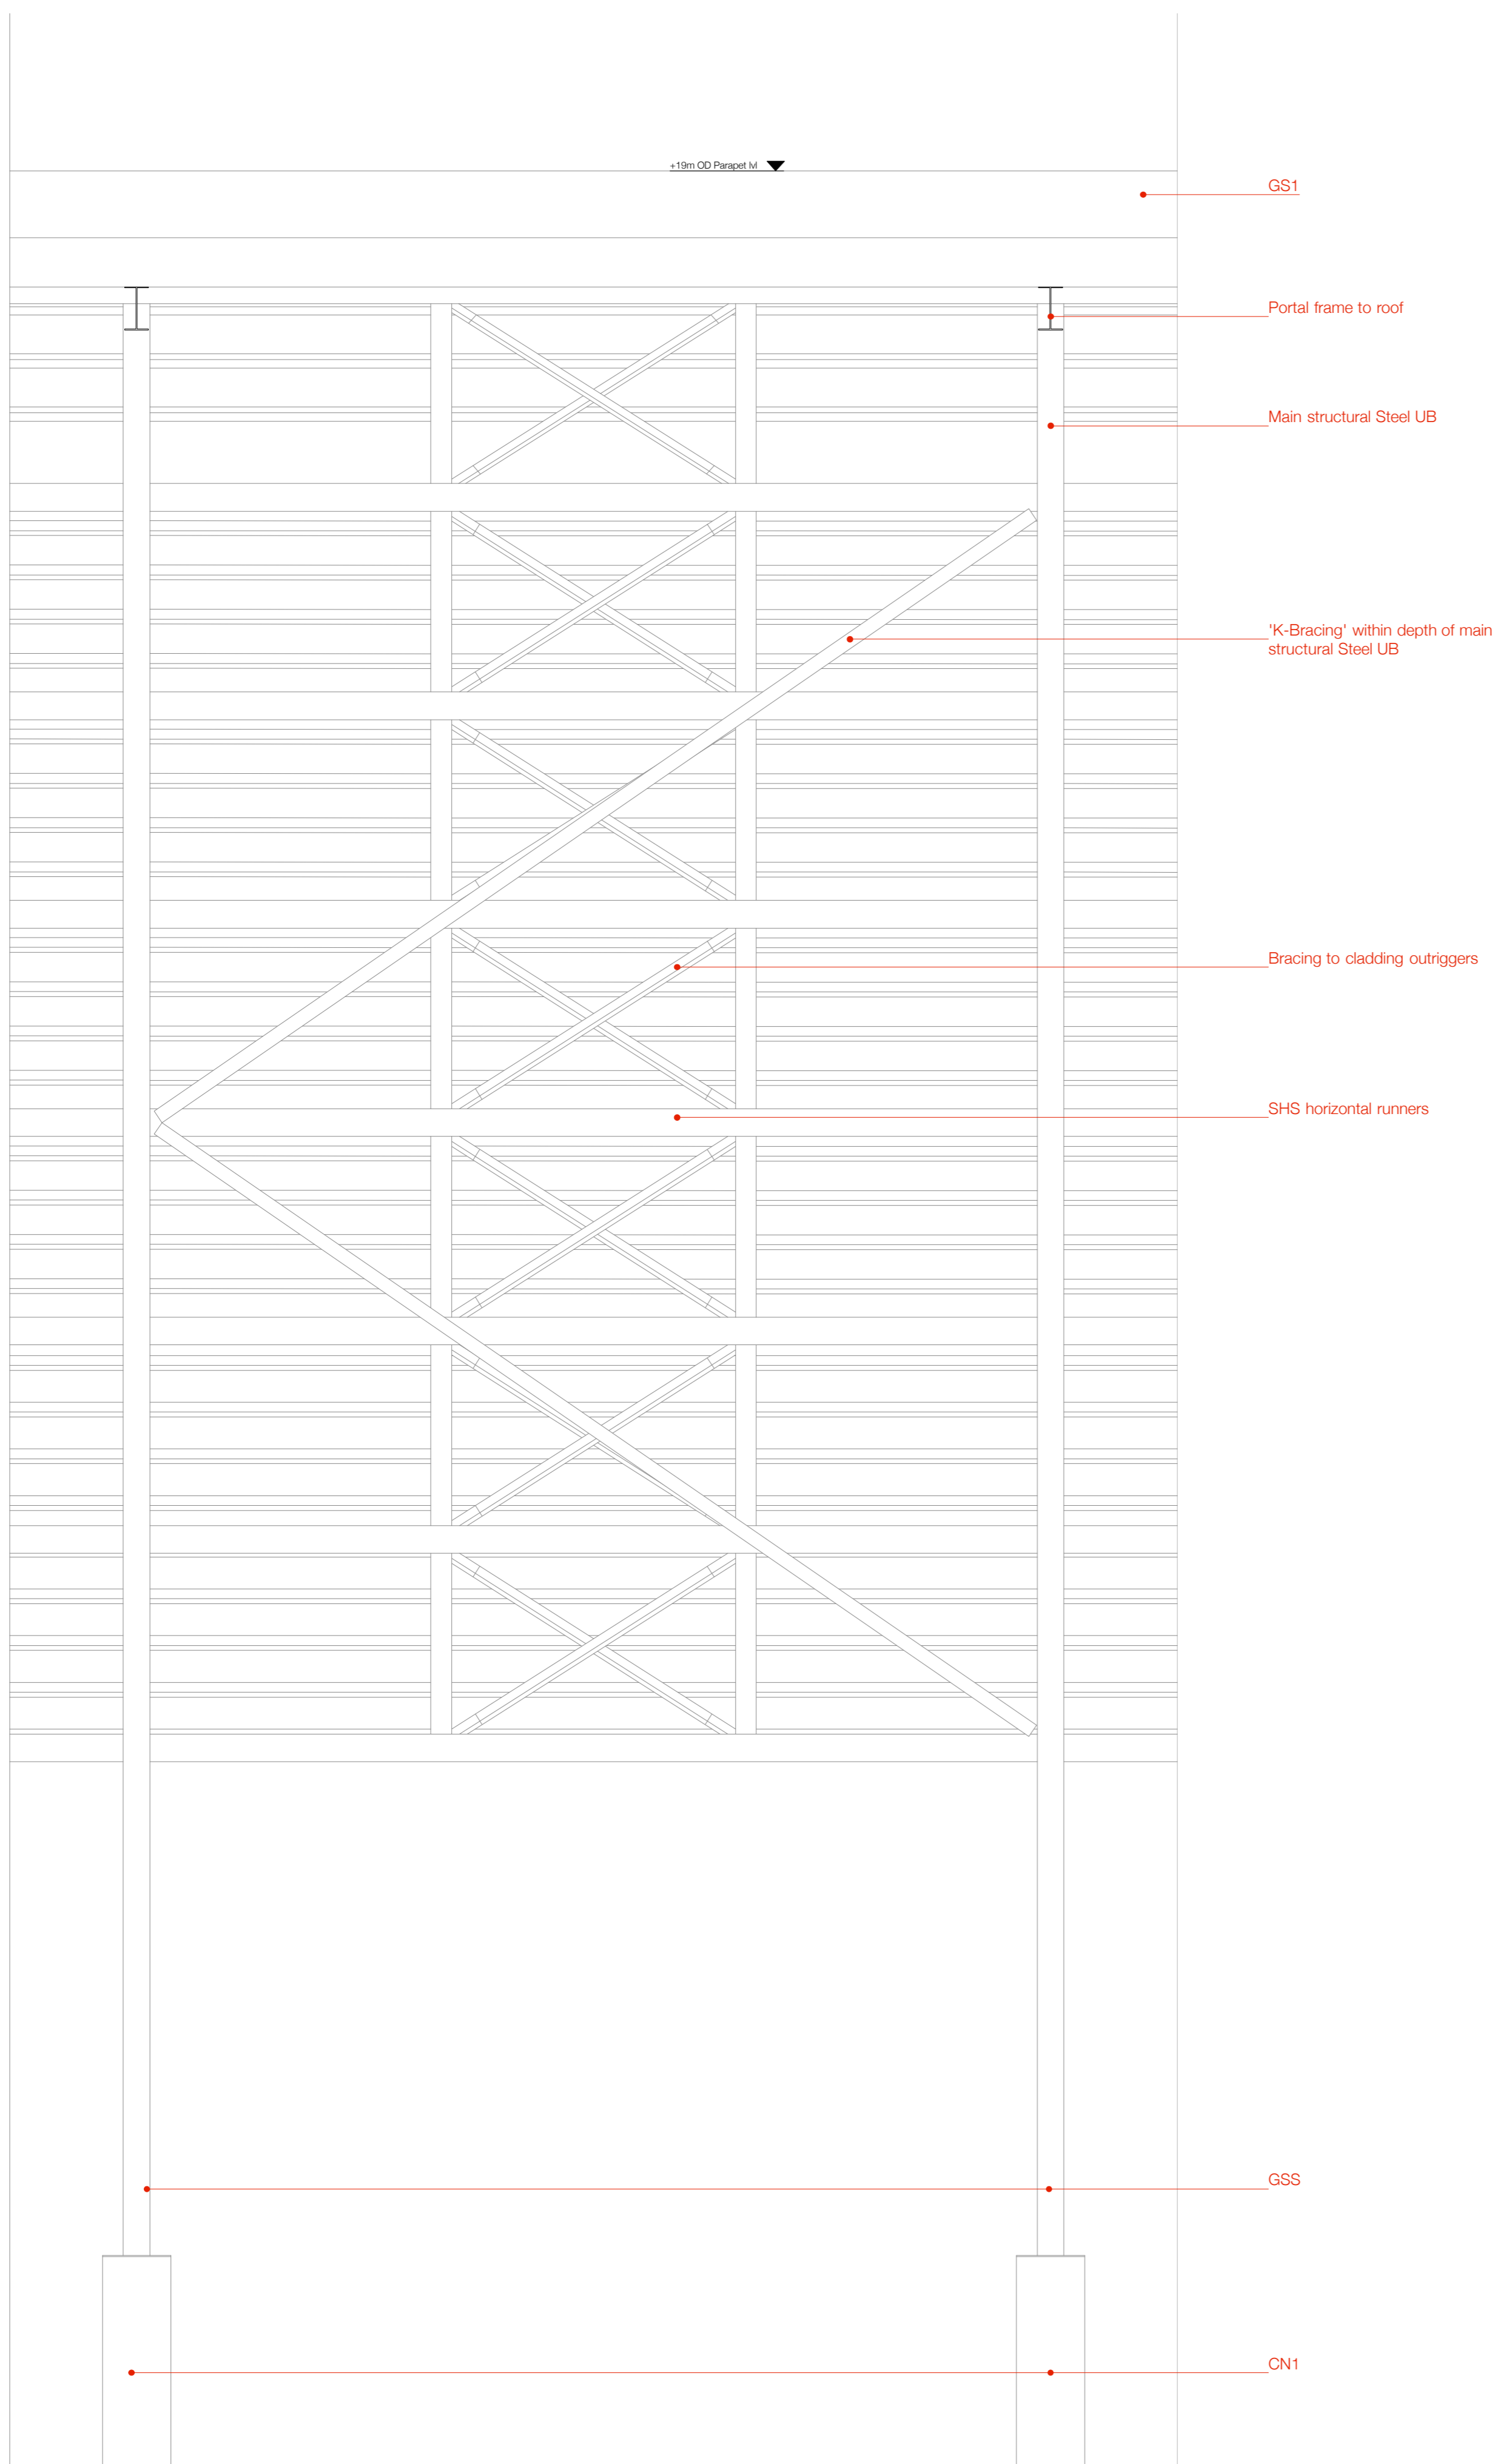 +19m OD Parapet lvl
GS1
Portal frame to roof
Main structural Steel UB
'K-Bracing' within depth of main
structural Steel UB
Bracing to cladding outriggers
SHS horizontal runners
GSS
CN1